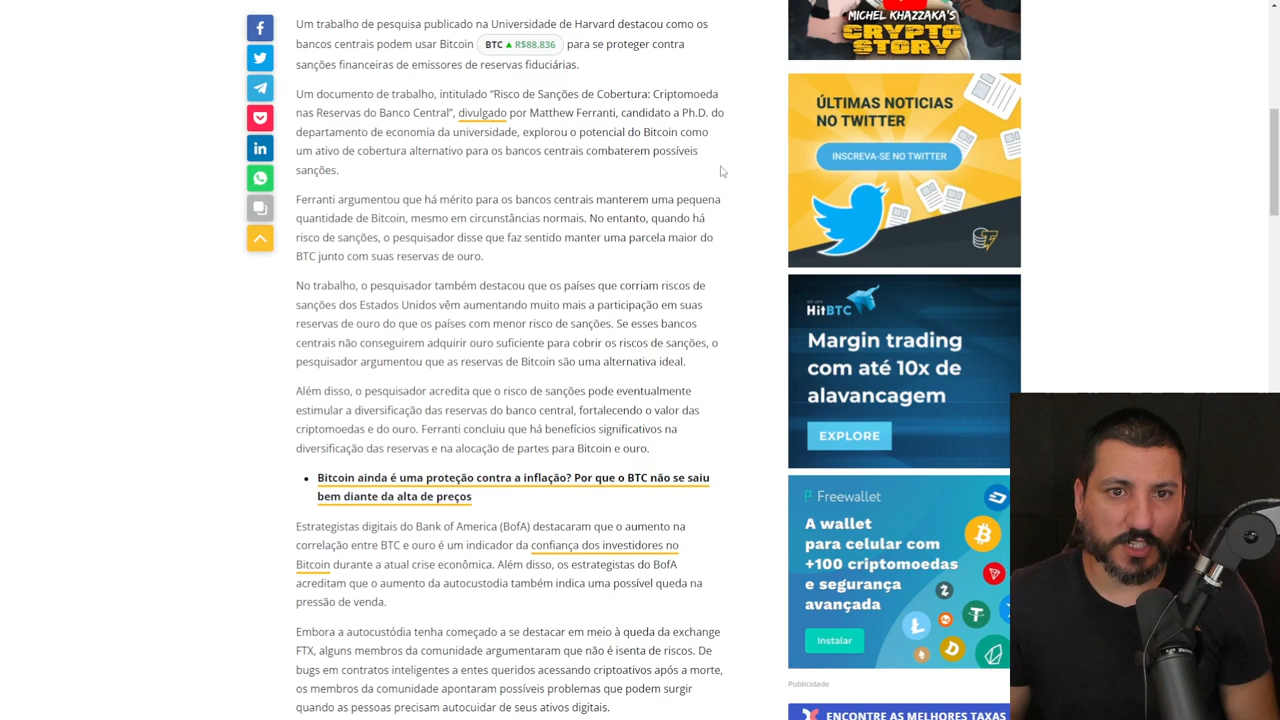 Um trabalho de pesquisa publicado na Universidade de Harvard destacou como os
bancos centrais podem usar Bitcoin BTC ▲ R$88.836 para se proteger contra
sanções financeiras de emissores de reservas fiduciárias.
Um documento de trabalho, intitulado “Risco de Sanções de Cobertura: Criptomoeda
nas Reservas do Banco Central”, divulgado por Matthew Ferranti, candidato a Ph.D. do
departamento de economia da universidade, explorou o potencial do Bitcoin como
um ativo de cobertura alternativo para os bancos centrais combaterem possíveis
sanções.
Ferranti argumentou que há mérito para os bancos centrais manterem uma pequena
quantidade de Bitcoin, mesmo em circunstâncias normais. No entanto, quando há
risco de sanções, o pesquisador disse que faz sentido manter uma parcela maior do
BTC junto com suas reservas de ouro.
No trabalho, o pesquisador também destacou que os países que corriam riscos de
sanções dos Estados Unidos vêm aumentando muito mais a participação em suas
reservas de ouro do que os países com menor risco de sanções. Se esses bancos
centrais não conseguirem adquirir ouro suficiente para cobrir os riscos de sanções, o
pesquisador argumentou que as reservas de Bitcoin são uma alternativa ideal.
Além disso, o pesquisador acredita que o risco de sanções pode eventualmente
estimular a diversificação das reservas do banco central, fortalecendo o valor das
criptomoedas e do ouro. Ferranti concluiu que há benefícios significativos na
diversificação das reservas e na alocação de partes para Bitcoin e ouro.
• Bitcoin ainda é uma proteção contra a inflação? Por que o BTC não se saiu
bem diante da alta de preços
Estrategistas digitais do Bank of America (BofA) destacaram que o aumento na
correlação entre BTC e ouro é um indicador da confiança dos investidores no
Bitcoin durante a atual crise econômica. Além disso, os estrategistas do BofA
acreditam que o aumento da autocustodia também indica uma possível queda na
pressão de venda.
Embora a autocustódia tenha começado a se destacar em meio à queda da exchange
FTX, alguns membros da comunidade argumentaram que não é isenta de riscos. De
bugs em contratos inteligentes a entes queridos acessando criptoativos após a morte,
os membros da comunidade apontaram possíveis problemas que podem surgir
quando as pessoas precisam autocuidar de seus ativos digitais.
MICHEL KHAZZAKA'S
CRYPTO
STORY
ÚLTIMAS NOTICIAS
NO TWITTER
INSCREVA-SE NO TWITTER
HitBTC
Margin trading
com até 10x de
alavancagem
EXPLORE
Freewallet
A wallet
para celular com
+100 criptomoedas
e segurança
avançada
Instalar
Publicidade
ENCONTRE AS MELHORES TAXAS